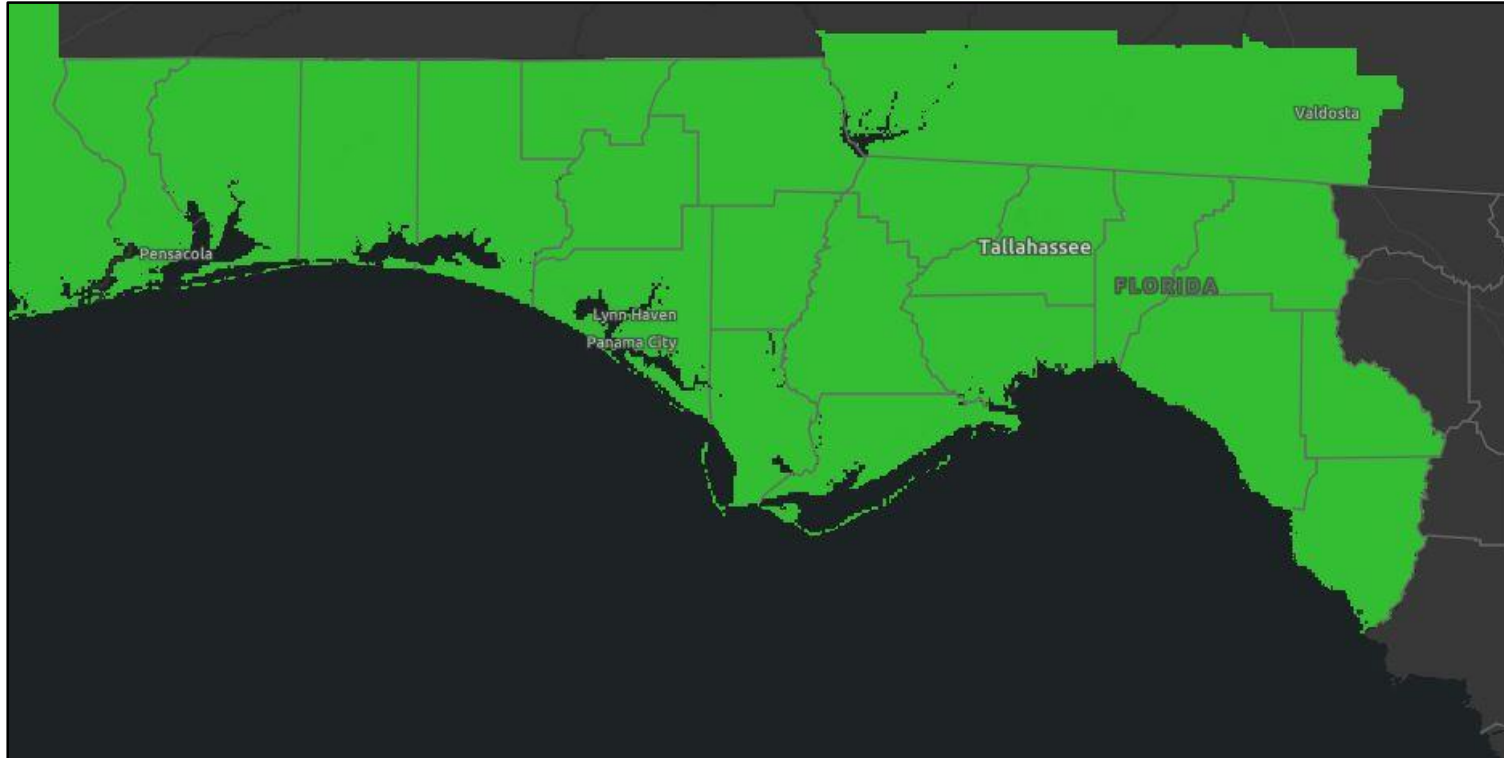 Valdosta
Pensacola
Tallahassee
FLORIDA
Lynn Haven
Panama City